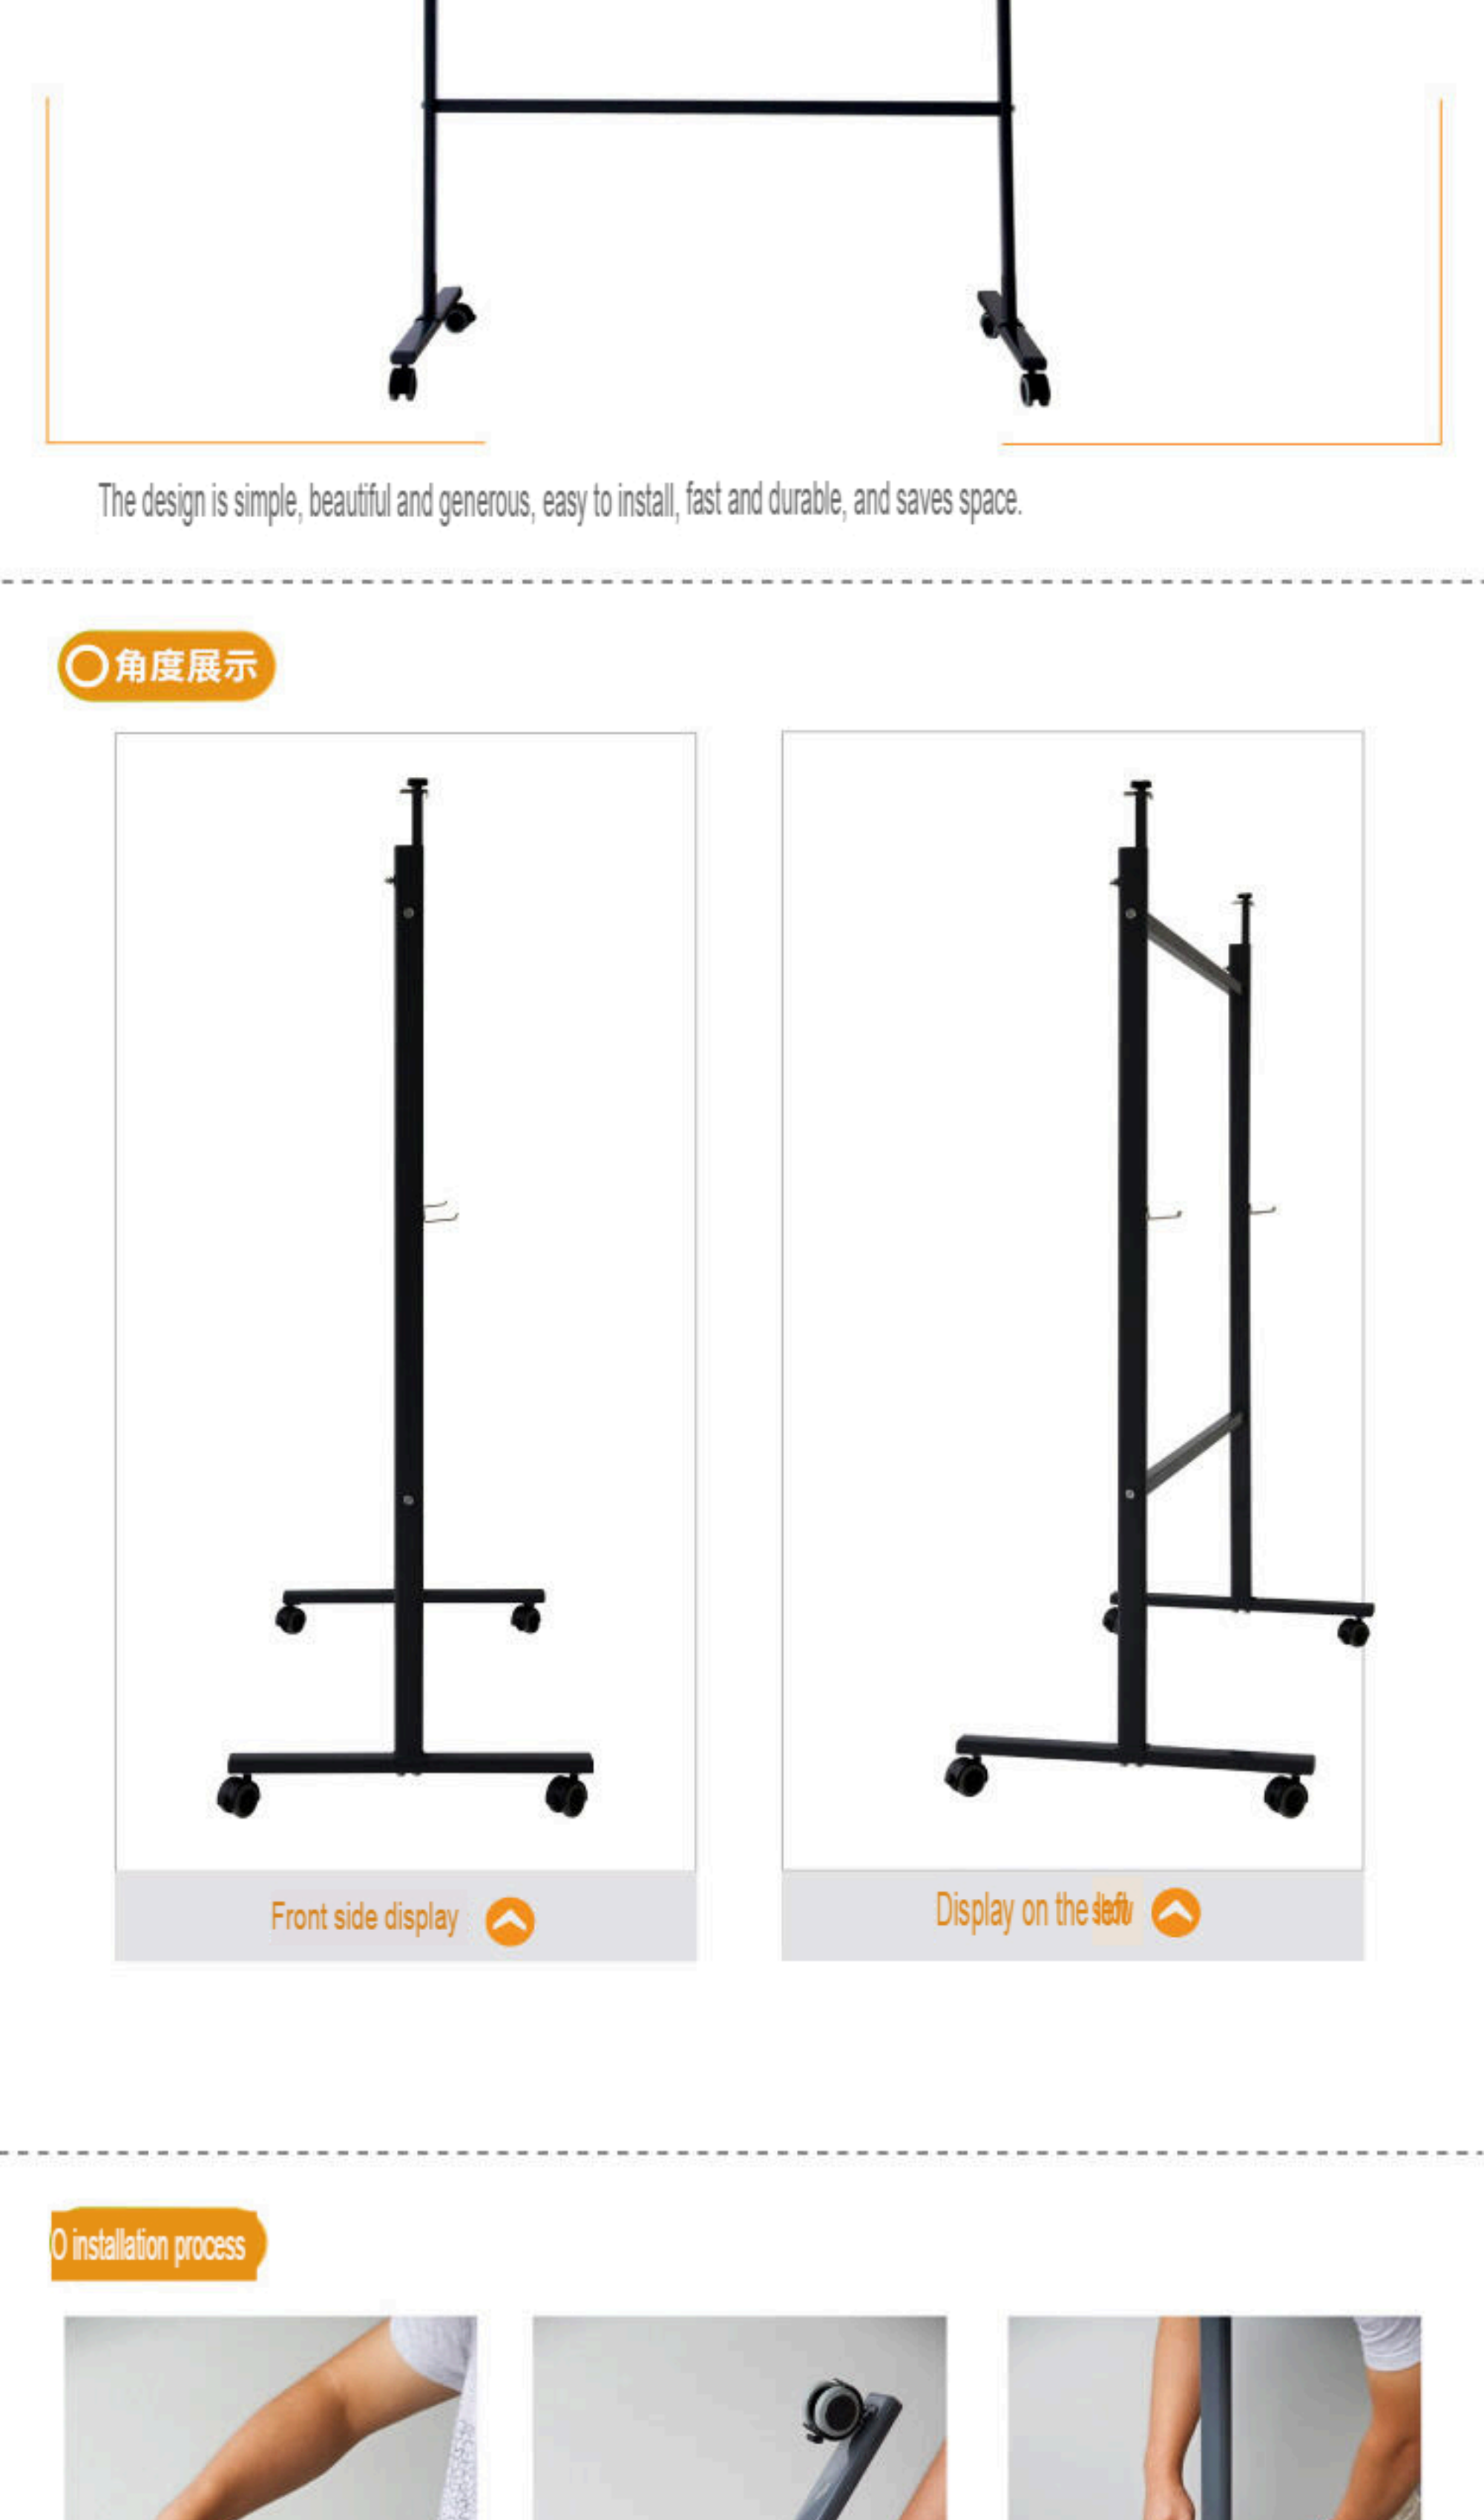 The design is simple, beautiful and generous, easy to install, fast and durable, and saves space.
角度展示
Front side display
Display on the
O installation process